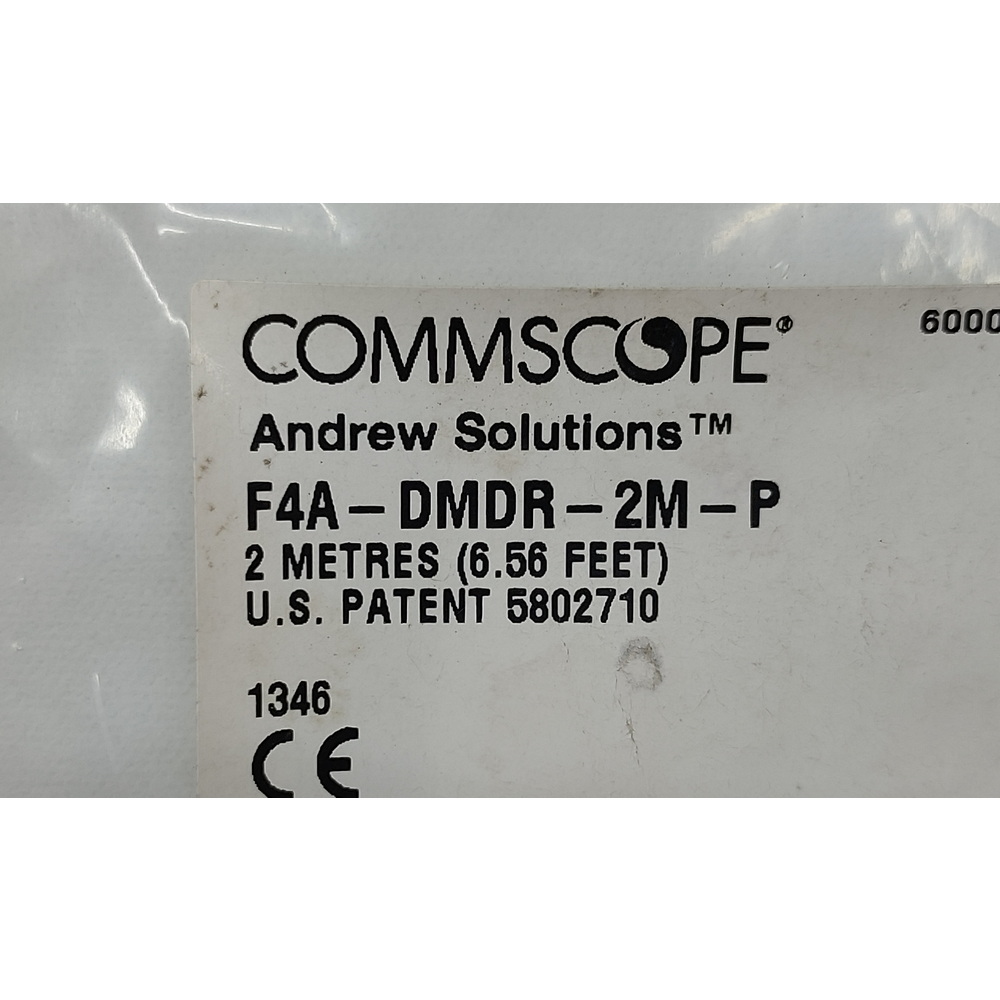 COMMSCOPE®
6000
Andrew Solutions™
F4A-DMDR-2M-P
2 METRES (6.56 FEET)
U.S. PATENT 5802710
1346
CE